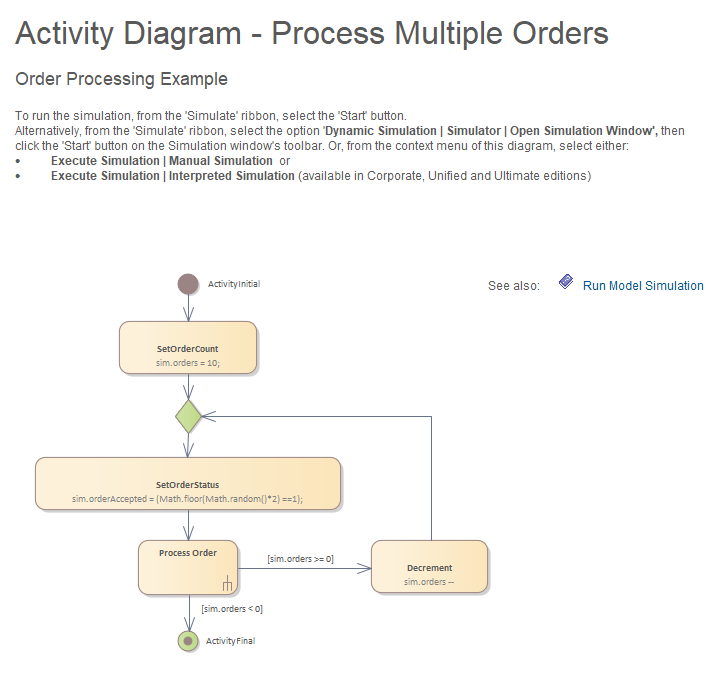 Activity Diagram - Process Multiple Orders
Order Processing Example
To run the simulation, from the 'Simulate' ribbon, select the 'Start' button.
Alternatively, from the 'Simulate' ribbon, select the option 'Dynamic Simulation | Simulator | Open Simulation Window', then
click the 'Start' button on the Simulation window's toolbar. Or, from the context menu of this diagram, select either:
• Execute Simulation | Manual Simulation or
• Execute Simulation | Interpreted Simulation (available in Corporate, Unified and Ultimate editions)
ActivityInitial
See also: Run Model Simulation
SetOrderCount
sim.orders = 10;
SetOrderStatus
sim.orderAccepted = (Math.floor(Math.random()*2) ==1);
Process Order
[sim.orders >= 0]
Decrement
sim.orders --
[sim.orders < 0]
ActivityFinal